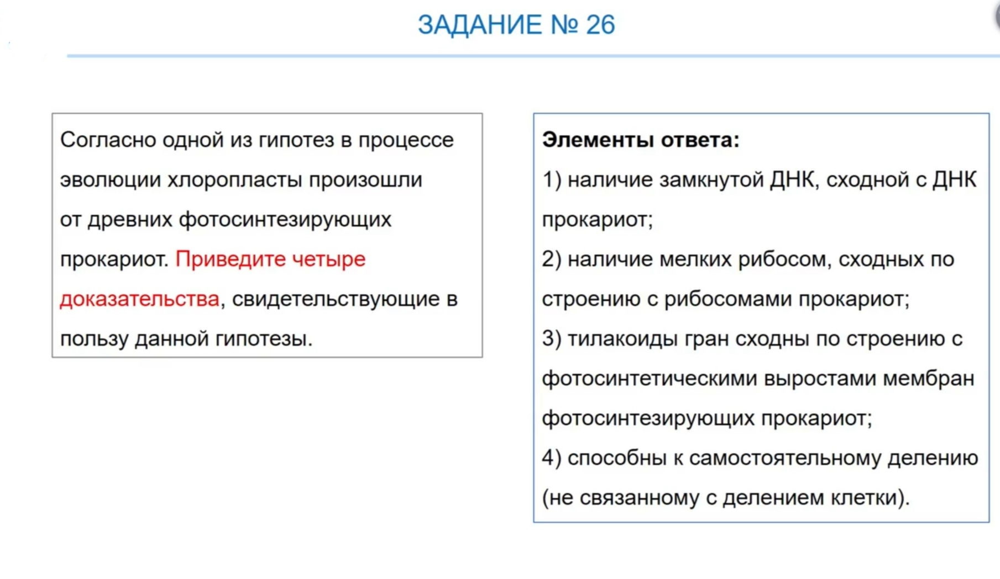 ЗАДАНИЕ № 26
Согласно одной из гипотез в процессе
эволюции хлоропласты произошли
от древних фотосинтезирующих
прокариот. Приведите четыре
доказательства, свидетельствующие в
пользу данной гипотезы.
Элементы ответа:
1) наличие замкнутой ДНК, сходной с ДНК
прокариот;
2) наличие мелких рибосом, сходных по
строению с рибосомами прокариот;
3) тилакоиды гран сходны по строению с
фотосинтетическими выростами мембран
фотосинтезирующих прокариот;
4) способны к самостоятельному делению
(не связанному с делением клетки).